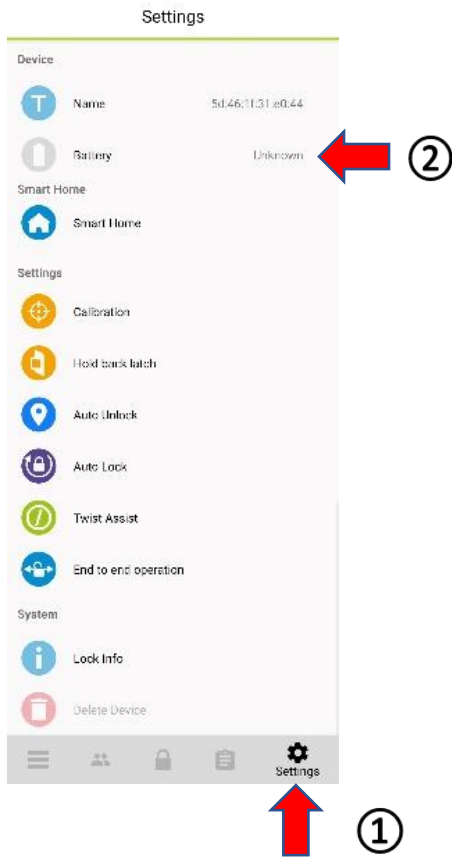 Settings
Device
T
Name 5d:46:1f:31:e0:44
Battery Unknown
②
Smart Home
Smart Home
Settings
Calibration
Hold back latch
Auto Unlock
Auto Lock
Twist Assist
End to end operation
System
i
Lock Info
Delete Device
Settings
①